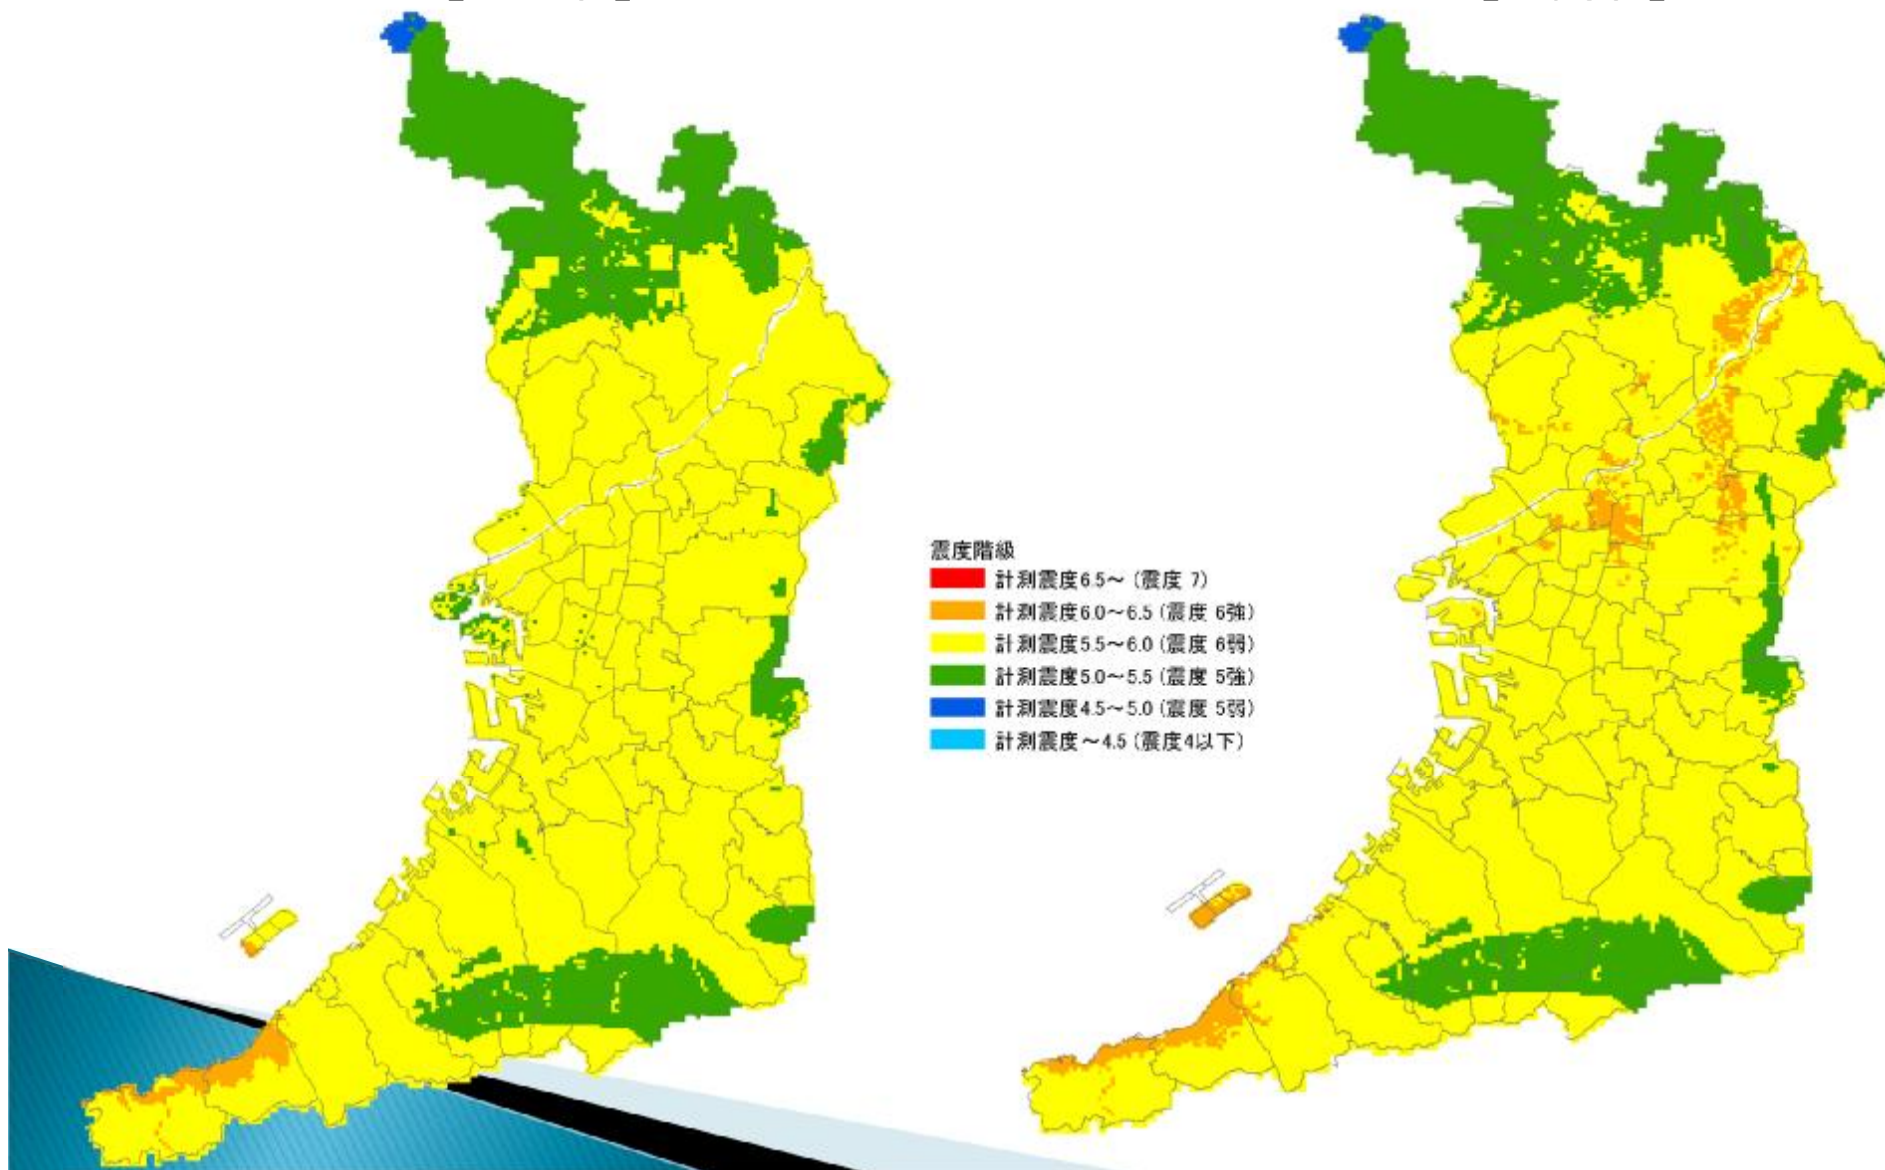 震度階級
計測震度6.5～ (震度 7)
計測震度6.0～6.5 (震度 6強)
計測震度5.5～6.0 (震度 6弱)
計測震度5.0～5.5 (震度 5強)
計測震度4.5～5.0 (震度 5弱)
計測震度～4.5 (震度4以下)